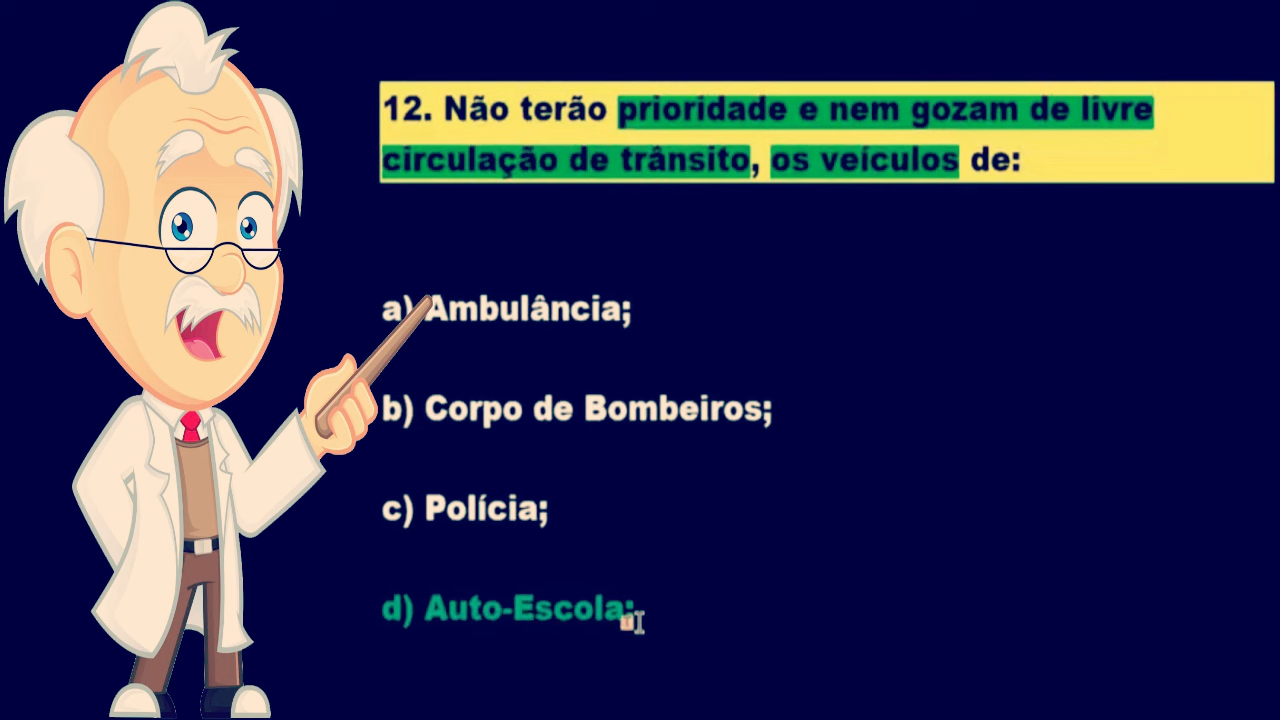 12. Não terão prioridade e nem gozam de livre
circulação de trânsito, os veículos de:
a) Ambulância;
b) Corpo de Bombeiros;
c) Polícia;
d) Auto-Escola;